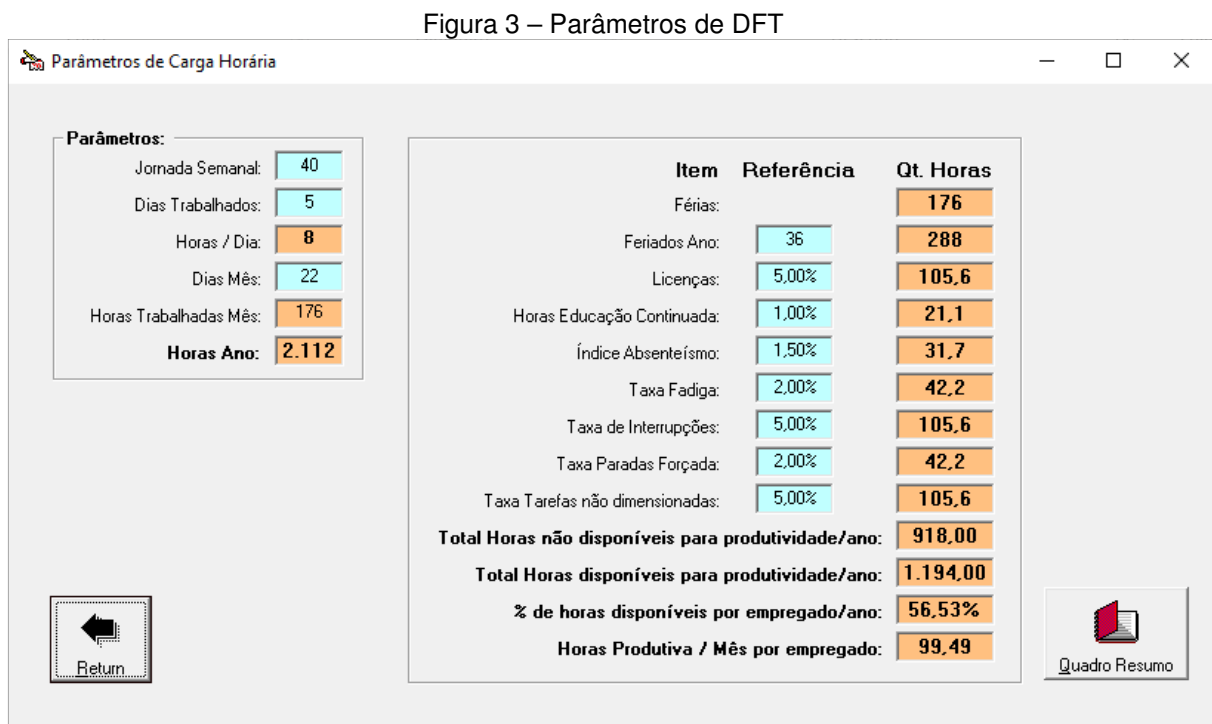 Figura 3 – Parâmetros de DFT
Parâmetros de Carga Horária
Parâmetros:
Jornada Semanal: 40
Dias Trabalhados: 5
Horas / Dia: 8
Dias Mês: 22
Horas Trabalhadas Mês: 176
Horas Ano: 2.112
Item Referência Qt. Horas
Férias: 176
Feriados Ano: 36 288
Licenças: 5,00% 105,6
Horas Educação Continuada: 1,00% 21,1
Índice Absenteísmo: 1,50% 31,7
Taxa Fadiga: 2,00% 42,2
Taxa de Interrupções: 5,00% 105,6
Taxa Paradas Forçada: 2,00% 42,2
Taxa Tarefas não dimensionadas: 5,00% 105,6
Total Horas não disponíveis para produtividade/ano: 918,00
Total Horas disponíveis para produtividade/ano: 1.194,00
% de horas disponíveis por empregado/ano: 56,53%
Horas Produtiva / Mês por empregado: 99,49
Return
Quadro Resumo